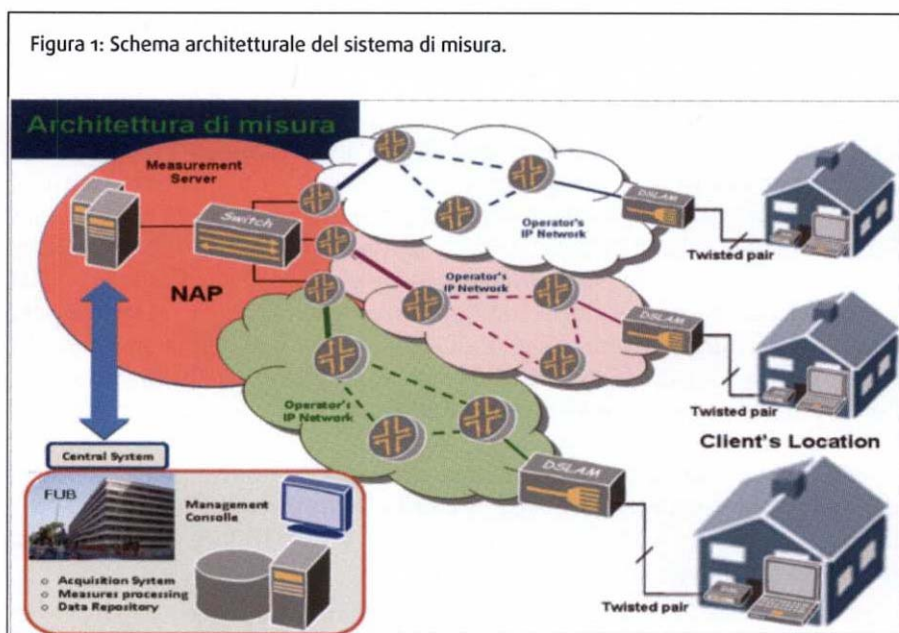 Figura 1: Schema architetturale del sistema di misura.
Architettura di misura
Measurement
Server
Switch
NAP
Operator's
IP Network
DSLAM
Twisted pair
Operator's
IP Network
DSLAM
Twisted pair
Client's Location
Operator's
IP Network
DSLAM
Twisted pair
Central System
FUB
Management
Consolle
o Acquisition System
o Measures processing
o Data Repository